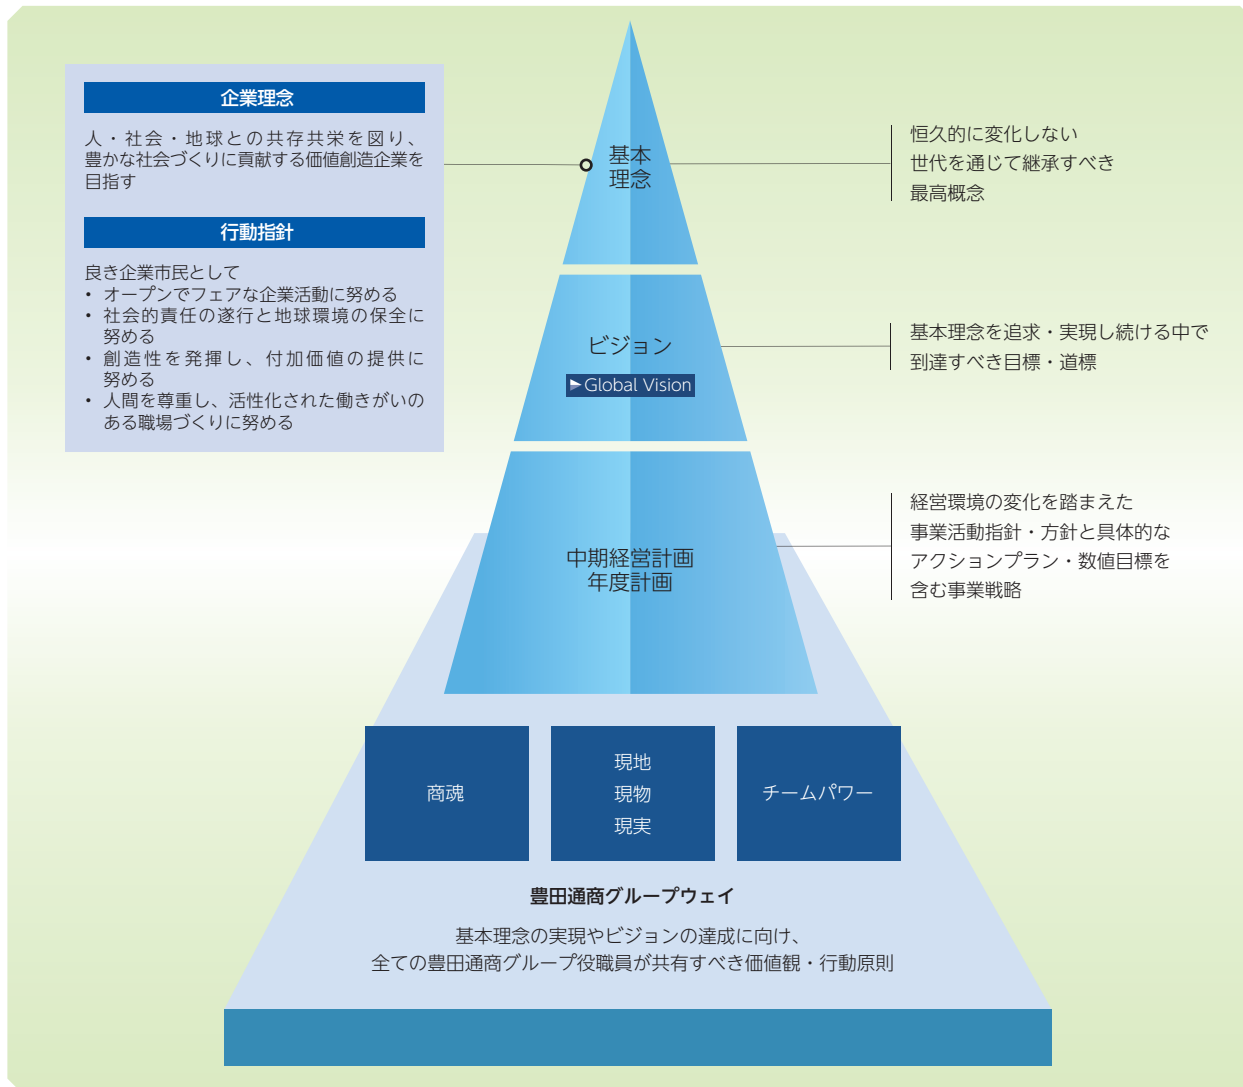 企業理念
人・社会・地球との共存共栄を図り、
豊かな社会づくりに貢献する価値創造企業を
目指す
行動指針
良き企業市民として
• オープンでフェアな企業活動に努める
• 社会的責任の遂行と地球環境の保全に
努める
• 創造性を発揮し、付加価値の提供に
努める
• 人間を尊重し、活性化された働きがいの
ある職場づくりに努める
基本
理念
恒久的に変化しない
世代を通じて継承すべき
最高概念
ビジョン
Global Vision
基本理念を追求・実現し続ける中で
到達すべき目標・道標
中期経営計画
年度計画
経営環境の変化を踏まえた
事業活動指針・方針と具体的な
アクションプラン・数値目標を
含む事業戦略
商魂
現地
現物
現実
チームパワー
豊田通商グループウェイ
基本理念の実現やビジョンの達成に向け、
全ての豊田通商グループ役職員が共有すべき価値観・行動原則